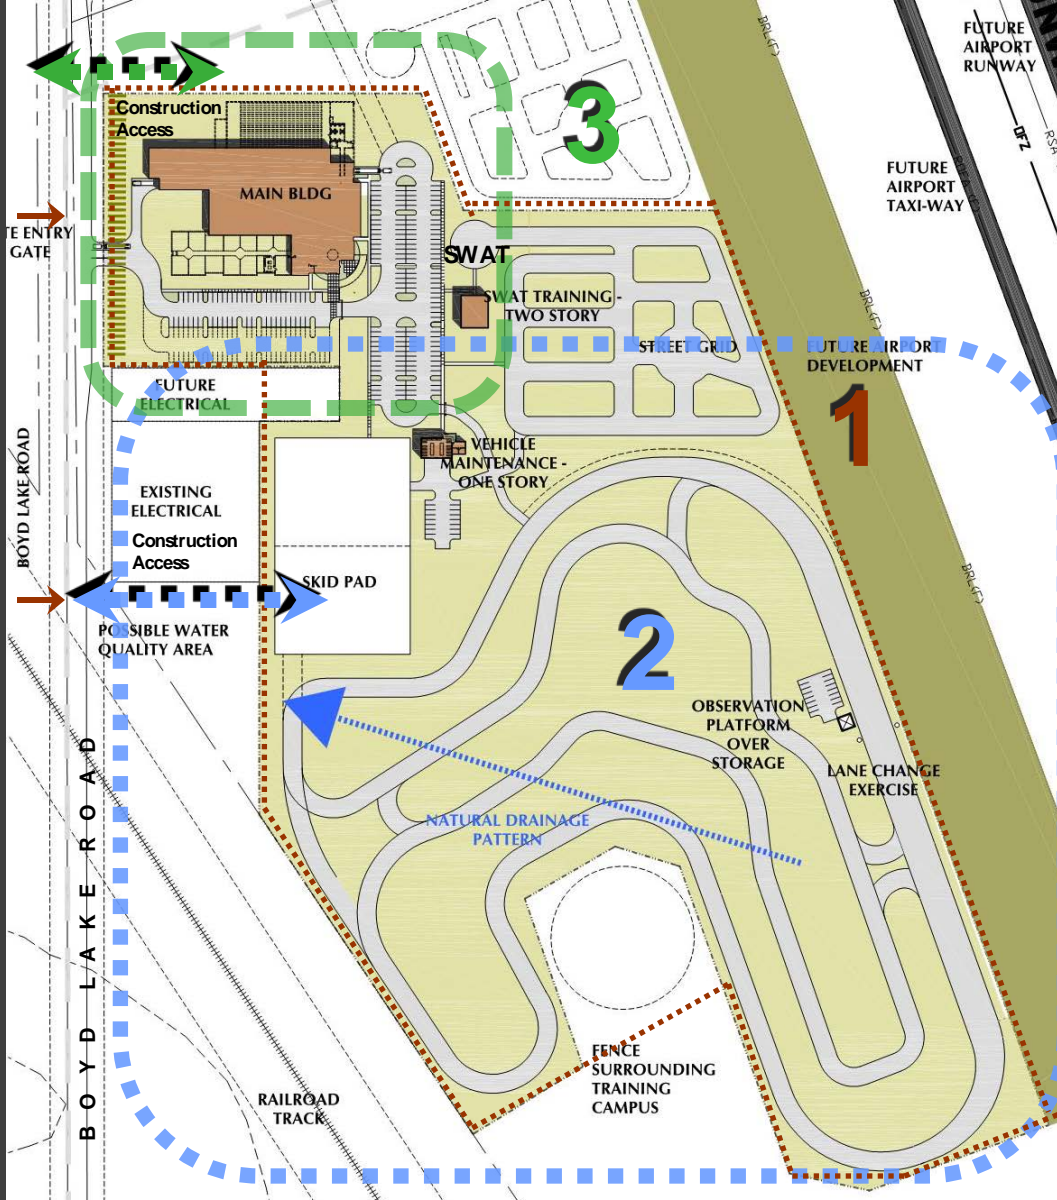 FUTURE
AIRPORT
RUNWAY
BRL(F)
OFZ
RSA
Construction
Access
3
FUTURE
AIRPORT
TAXI-WAY
MAIN BLDG
TE ENTRY
GATE
SWAT
SWAT TRAINING -
TWO STORY
BRL(F)
STREET GRID
FUTURE AIRPORT
DEVELOPMENT
FUTURE
ELECTRICAL
1
VEHICLE
MAINTENANCE -
ONE STORY
BOYD LAKE ROAD
EXISTING
ELECTRICAL
Construction
Access
SKID PAD
BRL(F)
POSSIBLE WATER
QUALITY AREA
2
OBSERVATION
PLATFORM
OVER
STORAGE
LANE CHANGE
EXERCISE
NATURAL DRAINAGE
PATTERN
BOYD LAKE ROAD
FENCE
SURROUNDING
TRAINING
CAMPUS
RAILROAD
TRACK